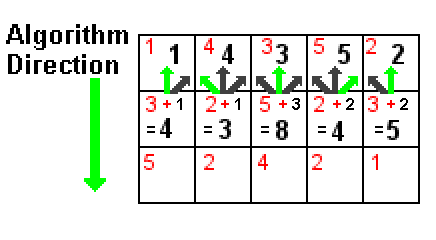 Algorithm
Direction
1 1 4 4 3 3 5 5 2 2
3 + 1 2 + 1 5 + 3 2 + 2 3 + 2
= 4 = 3 = 8 = 4 = 5
5 2 4 2 1